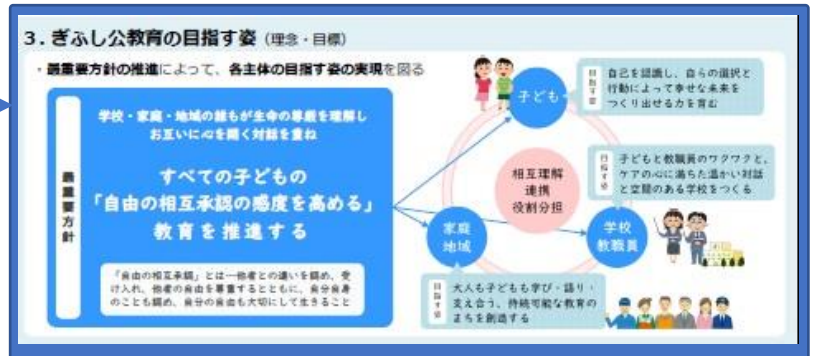 3. ぎふし公教育の目指す姿（理念・目標）
・最重要方針の推進によって、各主体の目指す姿の実現を図る
最重要方針
学校・家庭・地域の誰もが生命の尊厳を理解し
お互いに心を開く対話を重ね
すべての子どもの
「自由の相互承認の感度を高める」
教育を推進する
「自由の相互承認」とは…他者との違いを認め、受
け入れ、他者の自由を尊重するとともに、自分自身
のことも認め、自分の自由も大切にして生きること
子ども
目指す姿
自己を認識し、自らの選択と
行動によって幸せな未来を
つくり出せる力を育む
相互理解
連携
役割分担
目指す姿
子どもと教職員のワクワクと、
ケアの心に満ちた温かい対話
と空間のある学校をつくる
家庭
地域
学校
教職員
目指す姿
大人も子どもも学び・語り・
支え合う、持続可能な教育の
まちを創造する